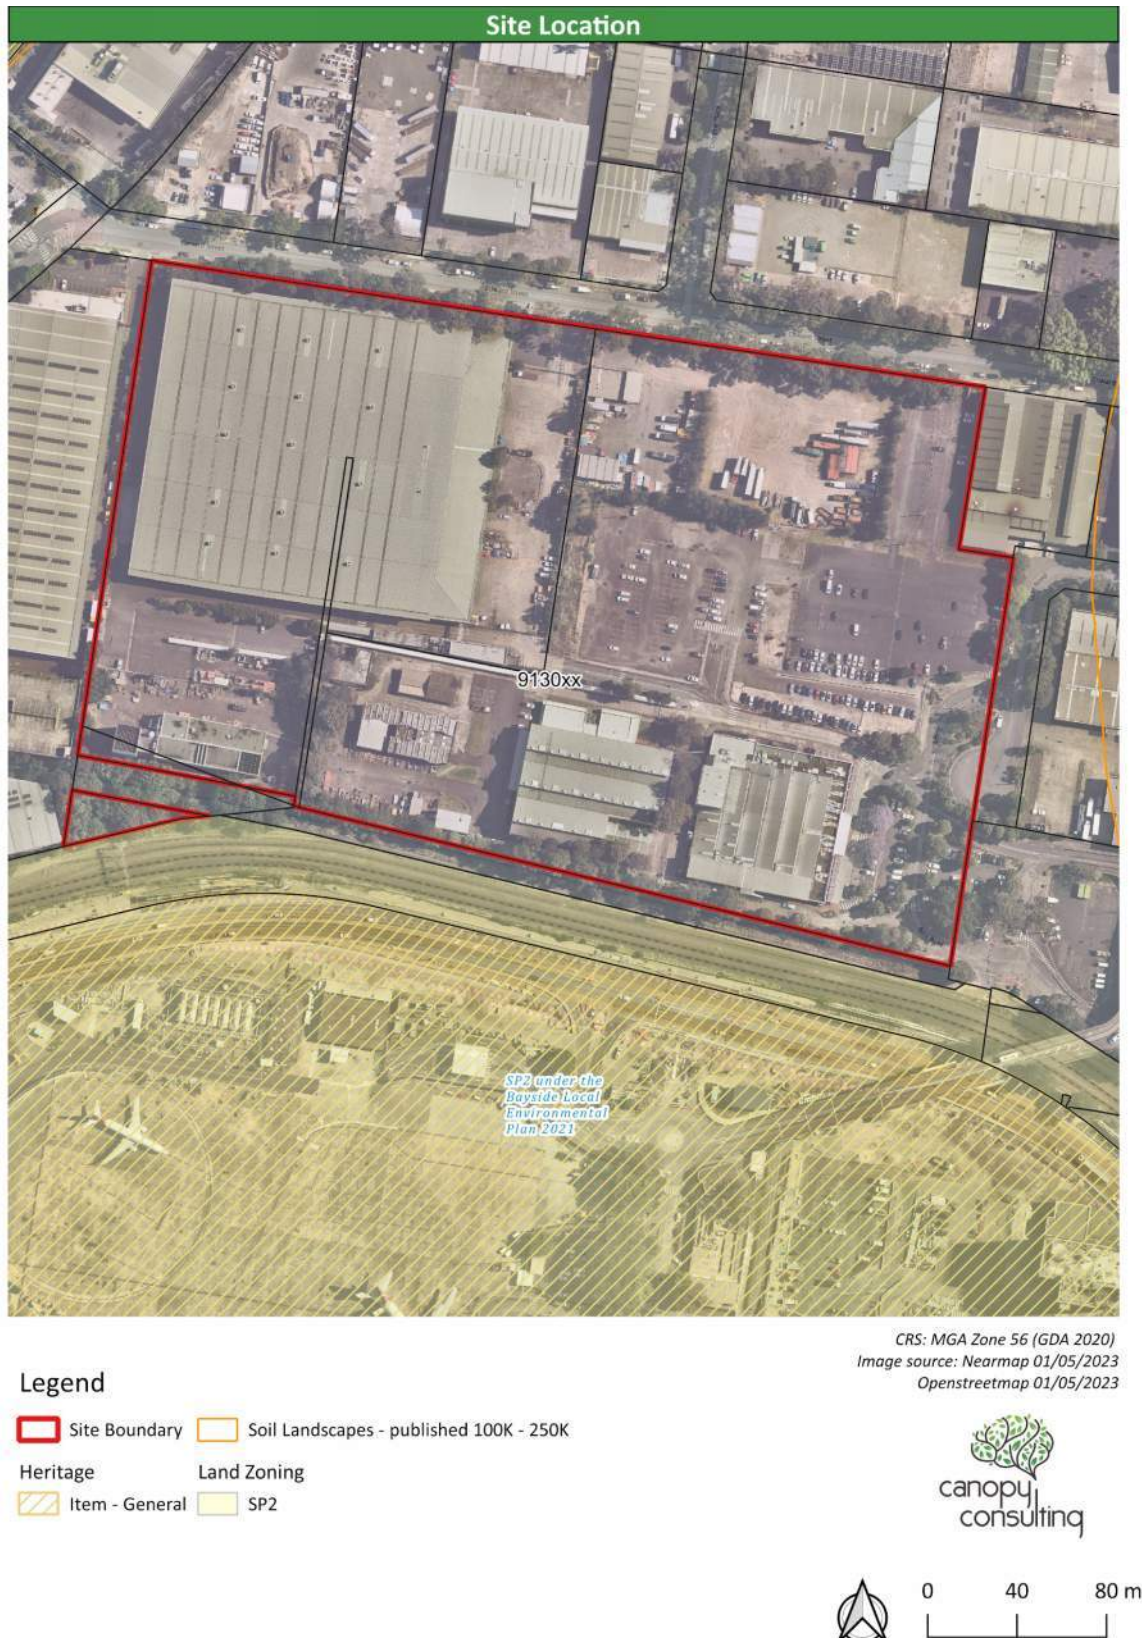 Site Location
9130xx
SP2 under the
Bayside Local
Environmental
Plan 2021
CRS: MGA Zone 56 (GDA 2020)
Image source: Nearmap 01/05/2023
Openstreetmap 01/05/2023
Legend
Site Boundary
Soil Landscapes - published 100K - 250K
Heritage
Land Zoning
Item - General
SP2
canopy
consulting
0 40 80 m